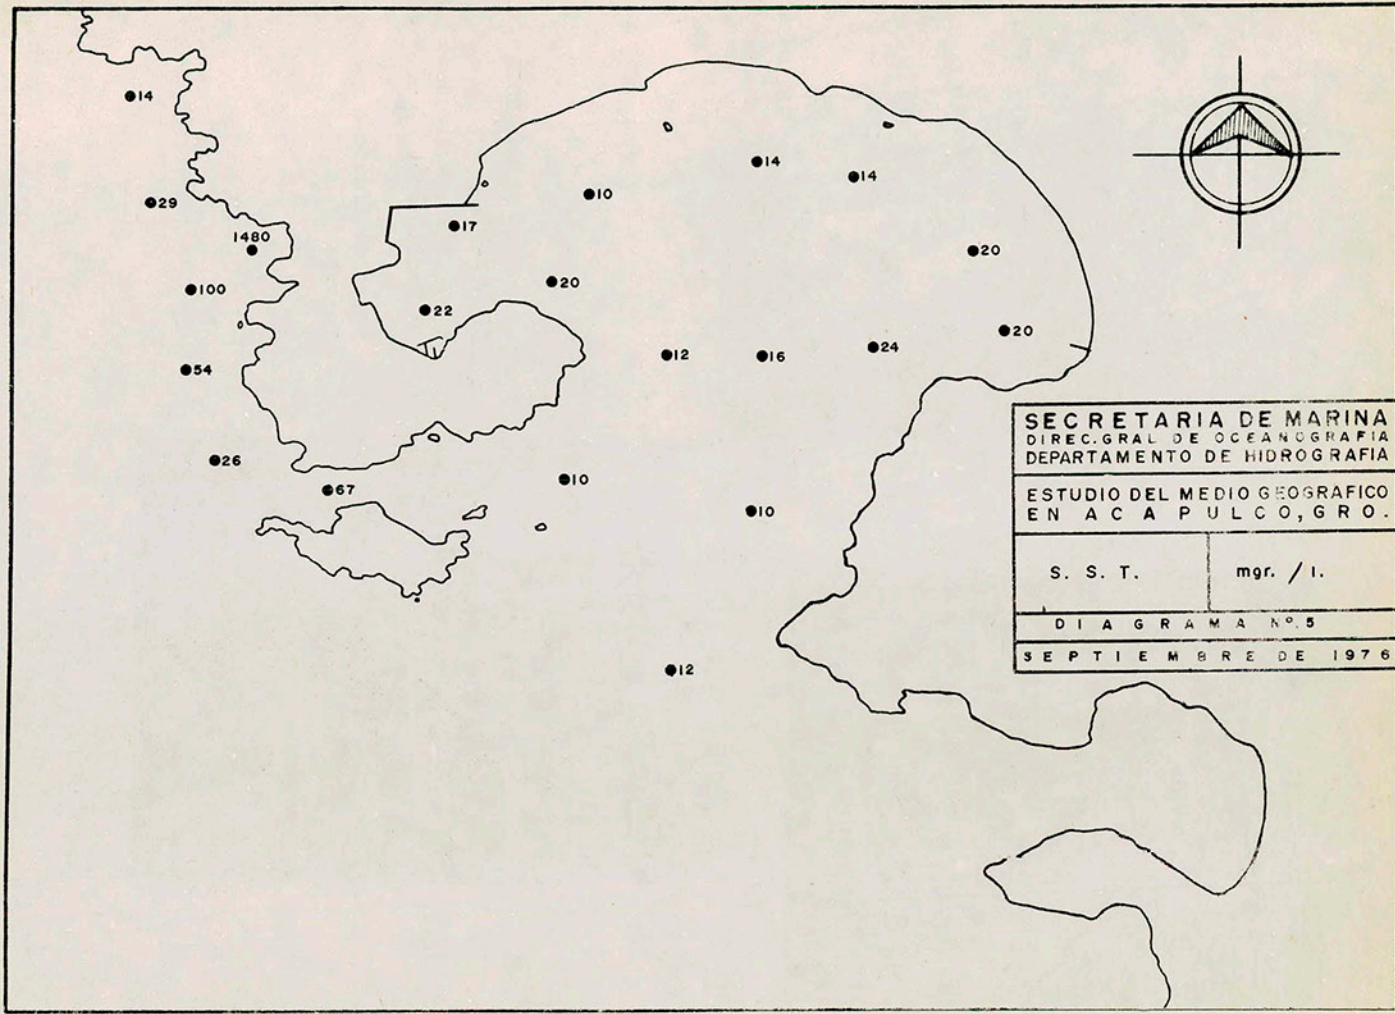 14
14
14
29
10
17
1480
20
100
20
22
20
12
16
24
54
26
67
10
10
12
SECRETARIA DE MARINA
DIREC.GRAL DE OCEANOGRAFIA
DEPARTAMENTO DE HIDROGRAFIA
ESTUDIO DEL MEDIO GEOGRAFICO
EN ACAPULCO, GRO.
S. S. T.
mgr. / l.
DIAGRAMA Nº. 5
SEPTIEMBRE DE 1976